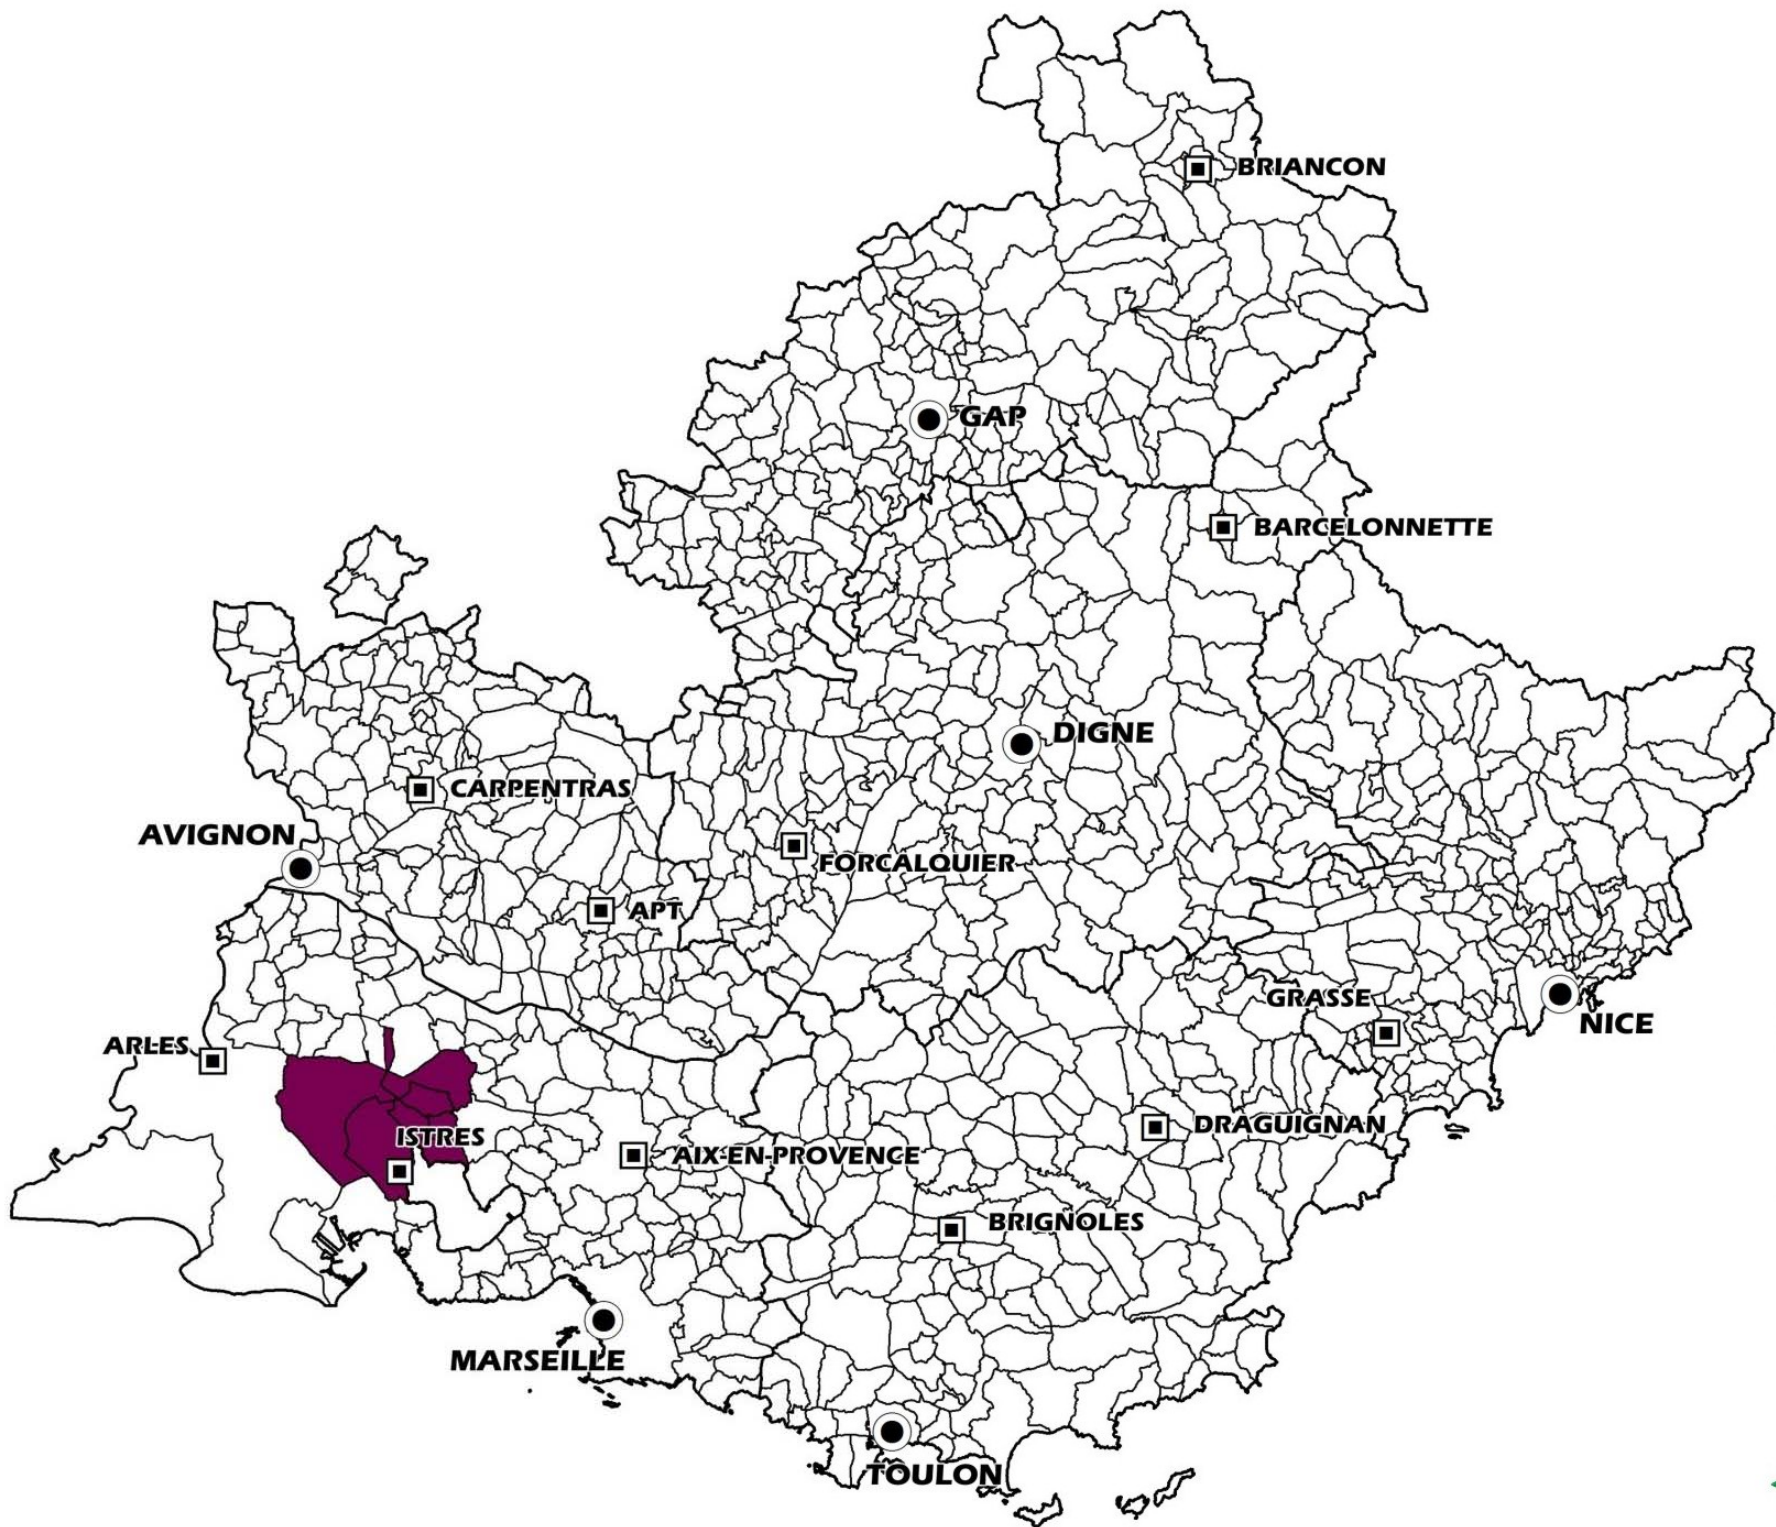 BRIANCON
GAP
BARCELONNETTE
DIGNE
CARPENTRAS
AVIGNON
FORCALQUIER
APT
GRASSE
NICE
ARLES
DRAGUIGNAN
ISTRES
AIX-EN-PROVENCE
BRIGNOLES
MARSEILLE
TOULON